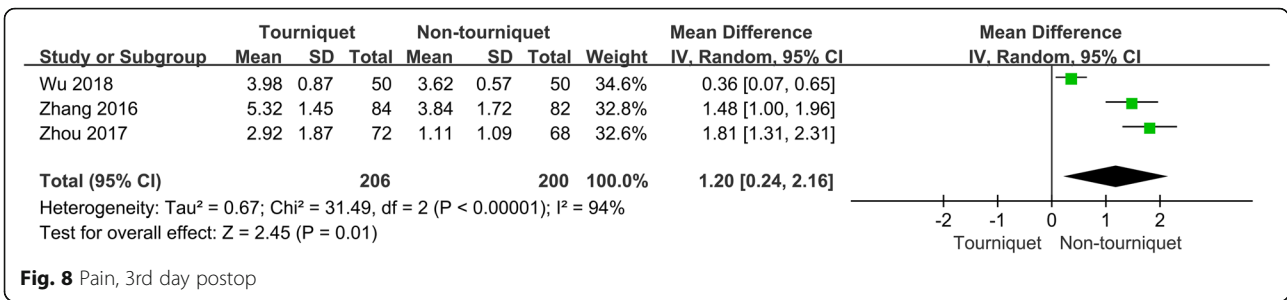 Tourniquet Non-tourniquet Mean Difference Mean Difference
Study or Subgroup Mean SD Total Mean SD Total Weight IV, Random, 95% CI IV, Random, 95% CI
Wu 2018 3.98 0.87 50 3.62 0.57 50 34.6% 0.36 [0.07, 0.65]
Zhang 2016 5.32 1.45 84 3.84 1.72 82 32.8% 1.48 [1.00, 1.96]
Zhou 2017 2.92 1.87 72 1.11 1.09 68 32.6% 1.81 [1.31, 2.31]
Total (95% CI) 206 200 100.0% 1.20 [0.24, 2.16]
Heterogeneity: Tau² = 0.67; Chi² = 31.49, df = 2 (P < 0.00001); I² = 94%
Test for overall effect: Z = 2.45 (P = 0.01)
-2 -1 0 1 2
Tourniquet Non-tourniquet
Fig. 8 Pain, 3rd day postop